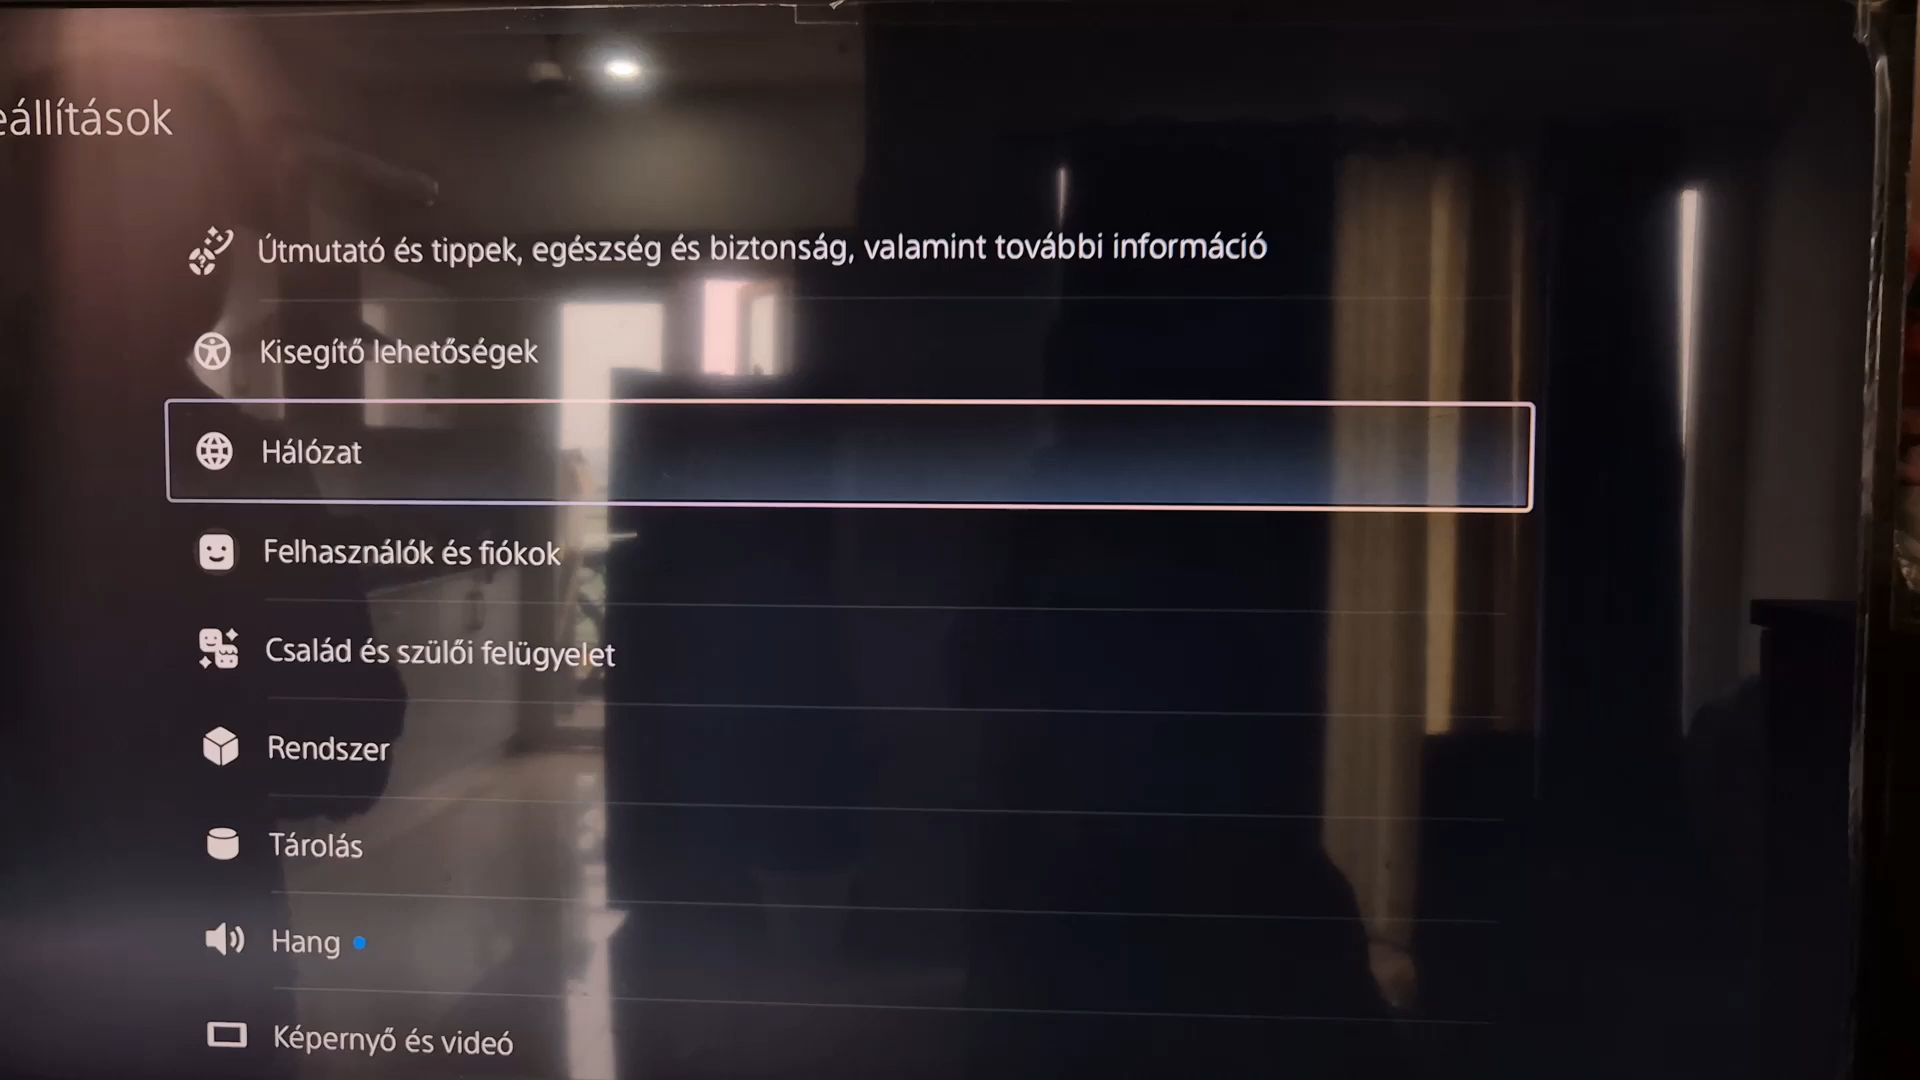 eállítások
Útmutató és tippek, egészség és biztonság, valamint további információ
Kisegítő lehetőségek
Hálózat
Felhasználók és fiókok
Család és szülői felügyelet
Rendszer
Tárolás
Hang
Képernyő és videó